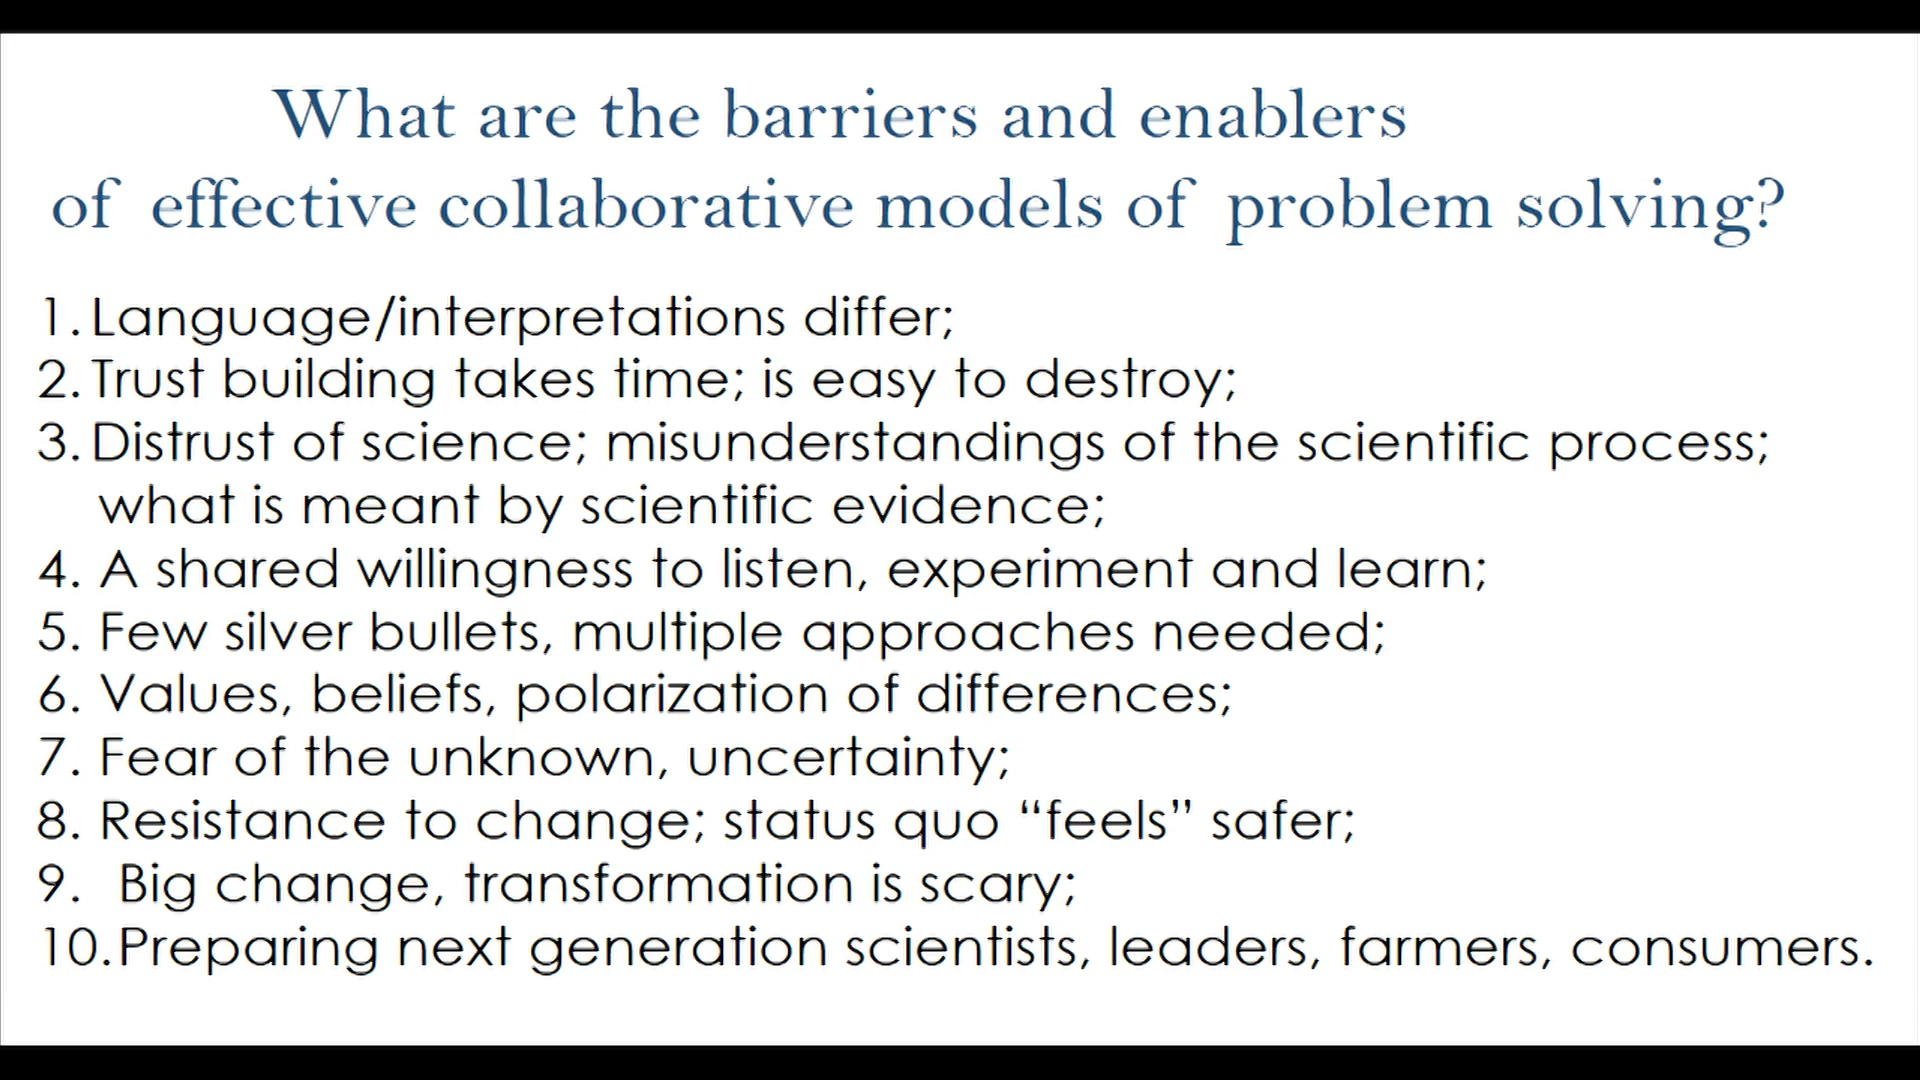 What are the barriers and enablers
of effective collaborative models of problem solving?
1. Language/interpretations differ;
2. Trust building takes time; is easy to destroy;
3. Distrust of science; misunderstandings of the scientific process;
what is meant by scientific evidence;
4. A shared willingness to listen, experiment and learn;
5. Few silver bullets, multiple approaches needed;
6. Values, beliefs, polarization of differences;
7. Fear of the unknown, uncertainty;
8. Resistance to change; status quo “feels” safer;
9. Big change, transformation is scary;
10. Preparing next generation scientists, leaders, farmers, consumers.